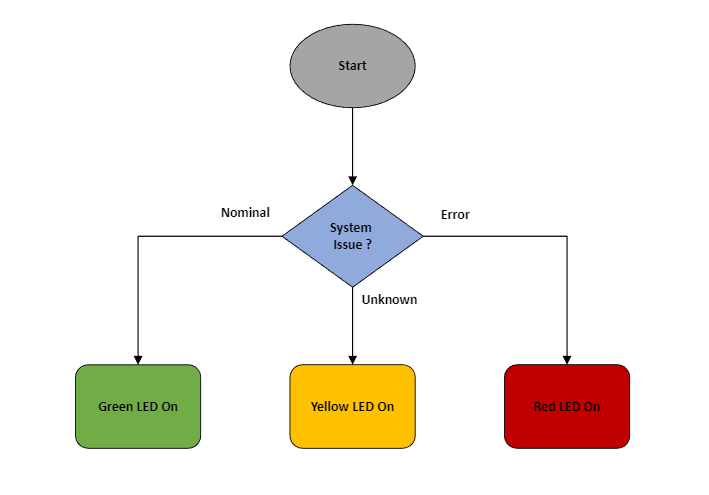 Start
Nominal
Error
System
Issue ?
Unknown
Green LED On
Yellow LED On
Red LED On